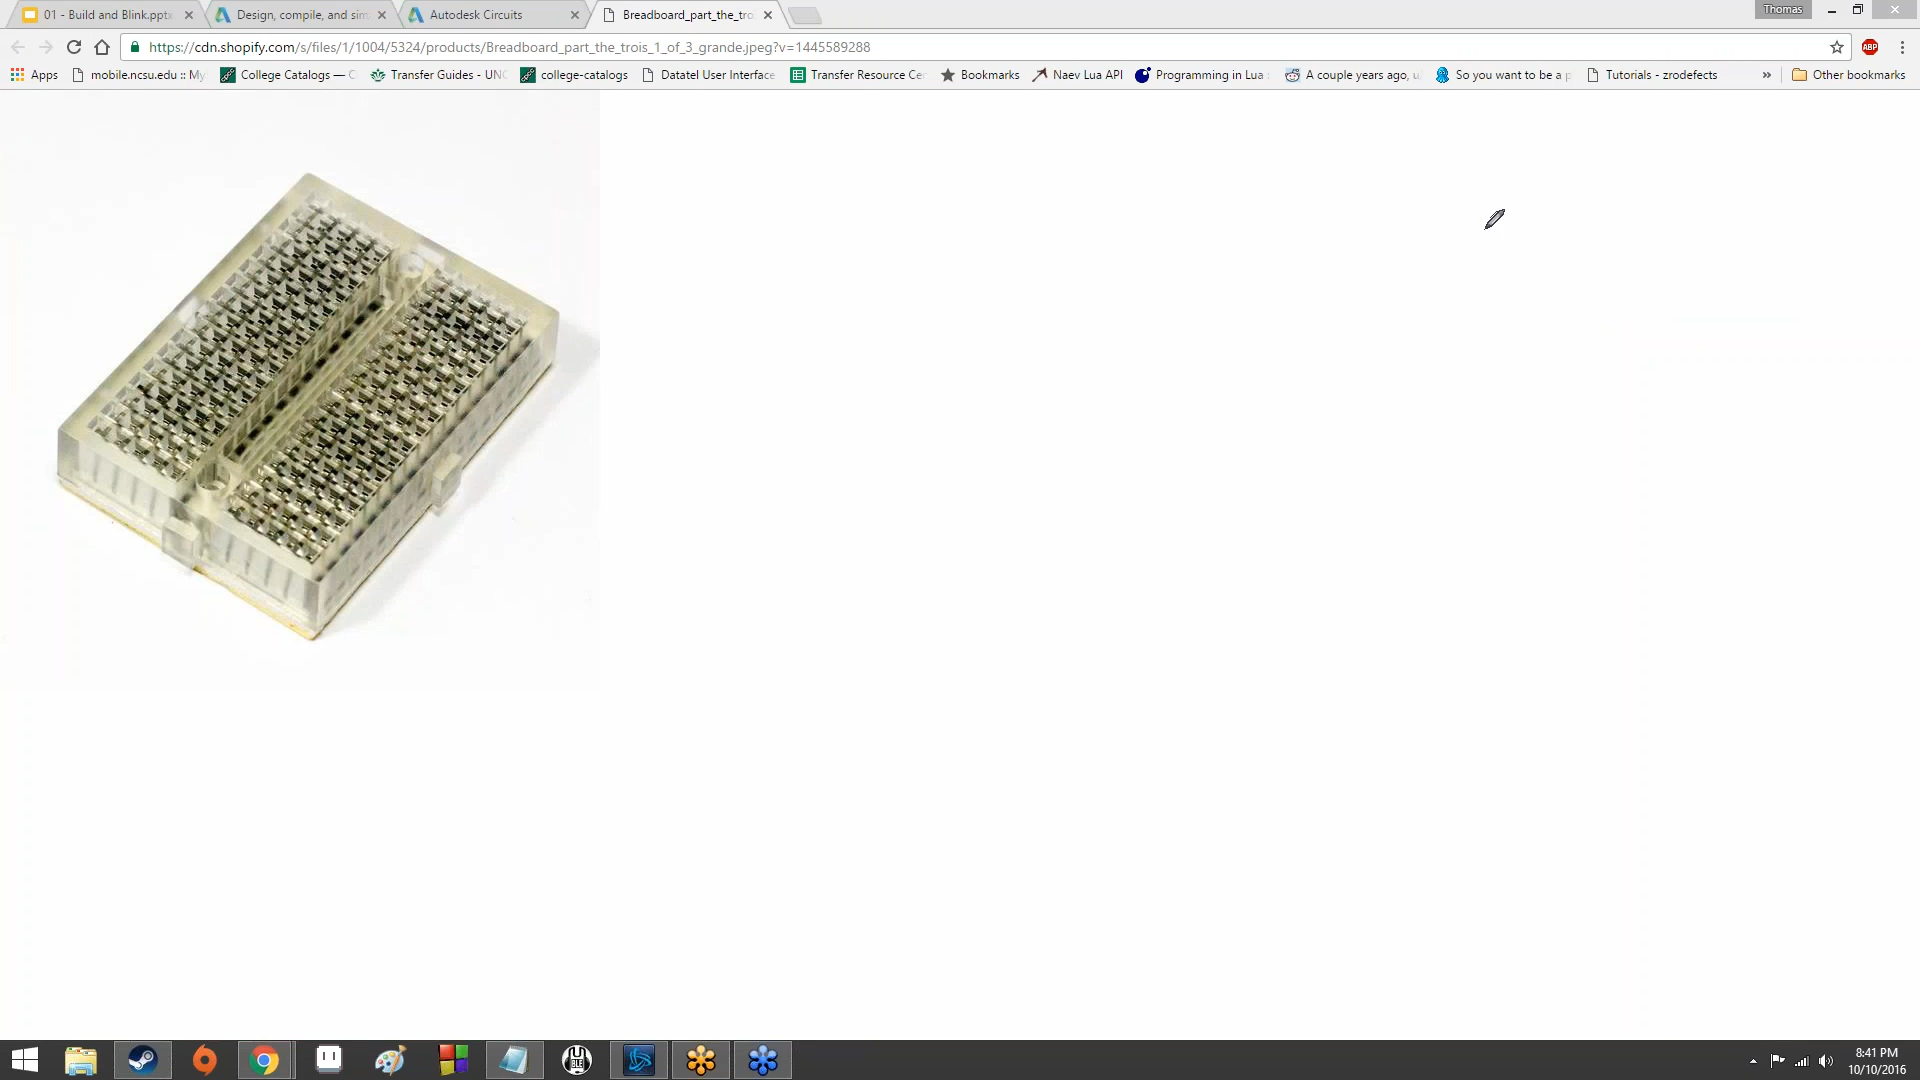 01 - Build and Blink.pptx
Design, compile, and sim
Autodesk Circuits
Breadboard_part_the_tro
Thomas
https://cdn.shopify.com/s/files/1/1004/5324/products/Breadboard_part_the_trois_1_of_3_grande.jpeg?v=1445589288
ABP
Apps
mobile.ncsu.edu :: My
College Catalogs — C
Transfer Guides - UNC
college-catalogs
Datatel User Interface
Transfer Resource Ce
Bookmarks
Naev Lua API
Programming in Lua :
A couple years ago, u
So you want to be a p
Tutorials - zrodefects
»
Other bookmarks
8:41 PM
10/10/2016